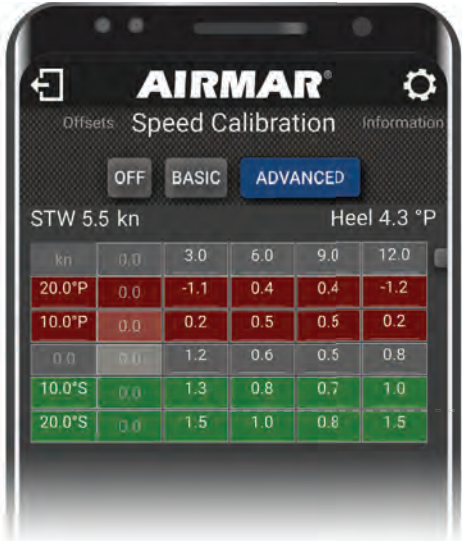 AIRMAR®
Offsets Speed Calibration Information
OFF BASIC ADVANCED
STW 5.5 kn Heel 4.3 °P
kn 0.0 3.0 6.0 9.0 12.0
20.0°P 0.0 -1.1 0.4 0.4 -1.2
10.0°P 0.0 0.2 0.5 0.5 0.2
0.0 0.0 1.2 0.6 0.5 0.8
10.0°S 0.0 1.3 0.8 0.7 1.0
20.0°S 0.0 1.5 1.0 0.8 1.5